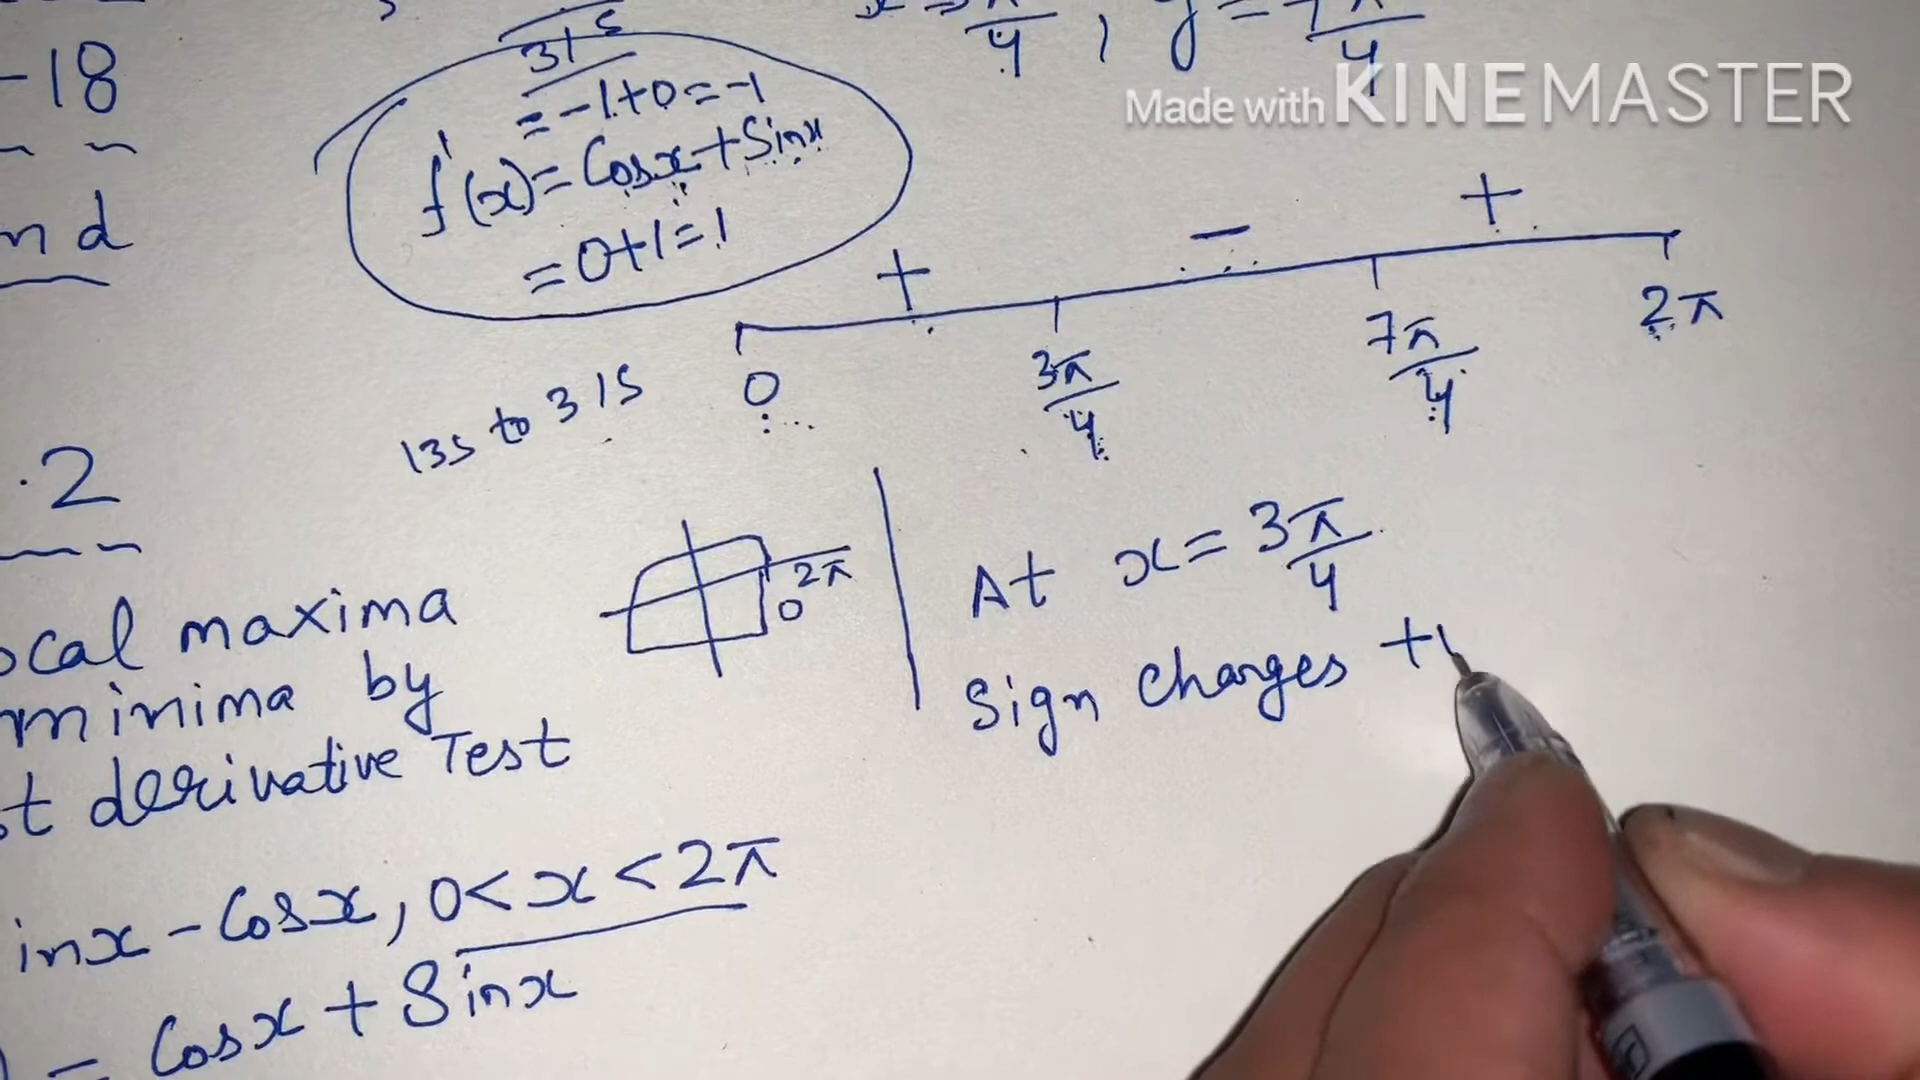 -18
nd
.2
ocal maxima
minima by
st derivative Test
inx - Cosx, 0 < x < 2π
= Cosx + Sinx
= -1+0 = -1
f'(x) = Cosx + Sinx
= 0+1 = 1
Made with KINEMASTER
+ - +
0 3π/4 7π/4 2π
135 to 315
2π
0
At x = 3π/4
Sign changes +v